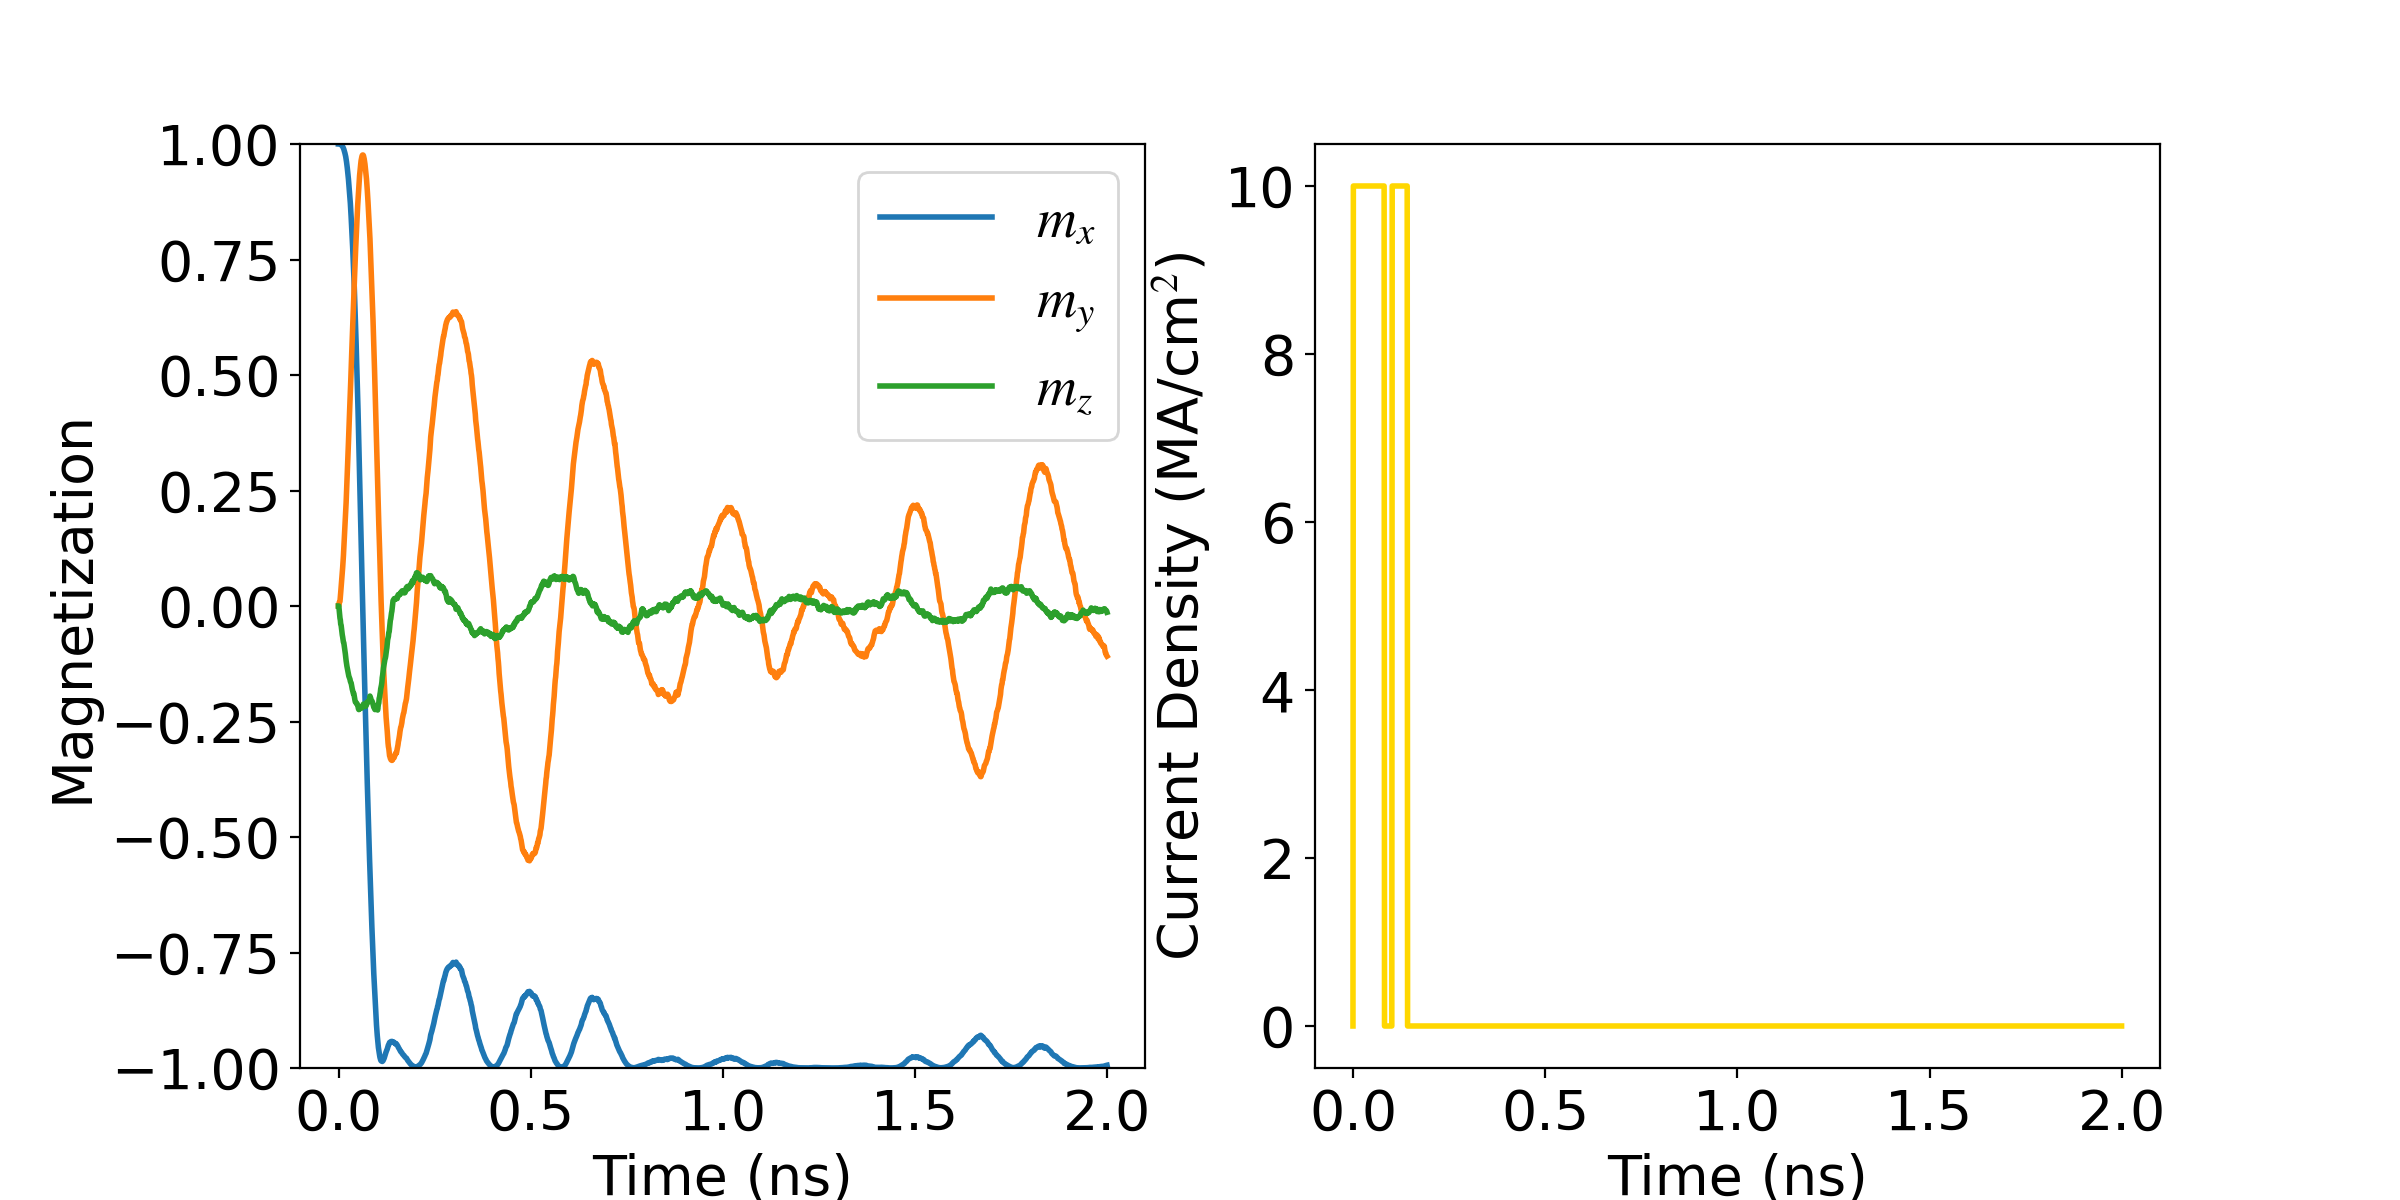 Magnetization
1.00
0.75
0.50
0.25
0.00
−0.25
−0.50
−0.75
−1.00
0.0 0.5 1.0 1.5 2.0
Time (ns)
m_x
m_y
m_z
Current Density (MA/cm²)
10
8
6
4
2
0
0.0 0.5 1.0 1.5 2.0
Time (ns)